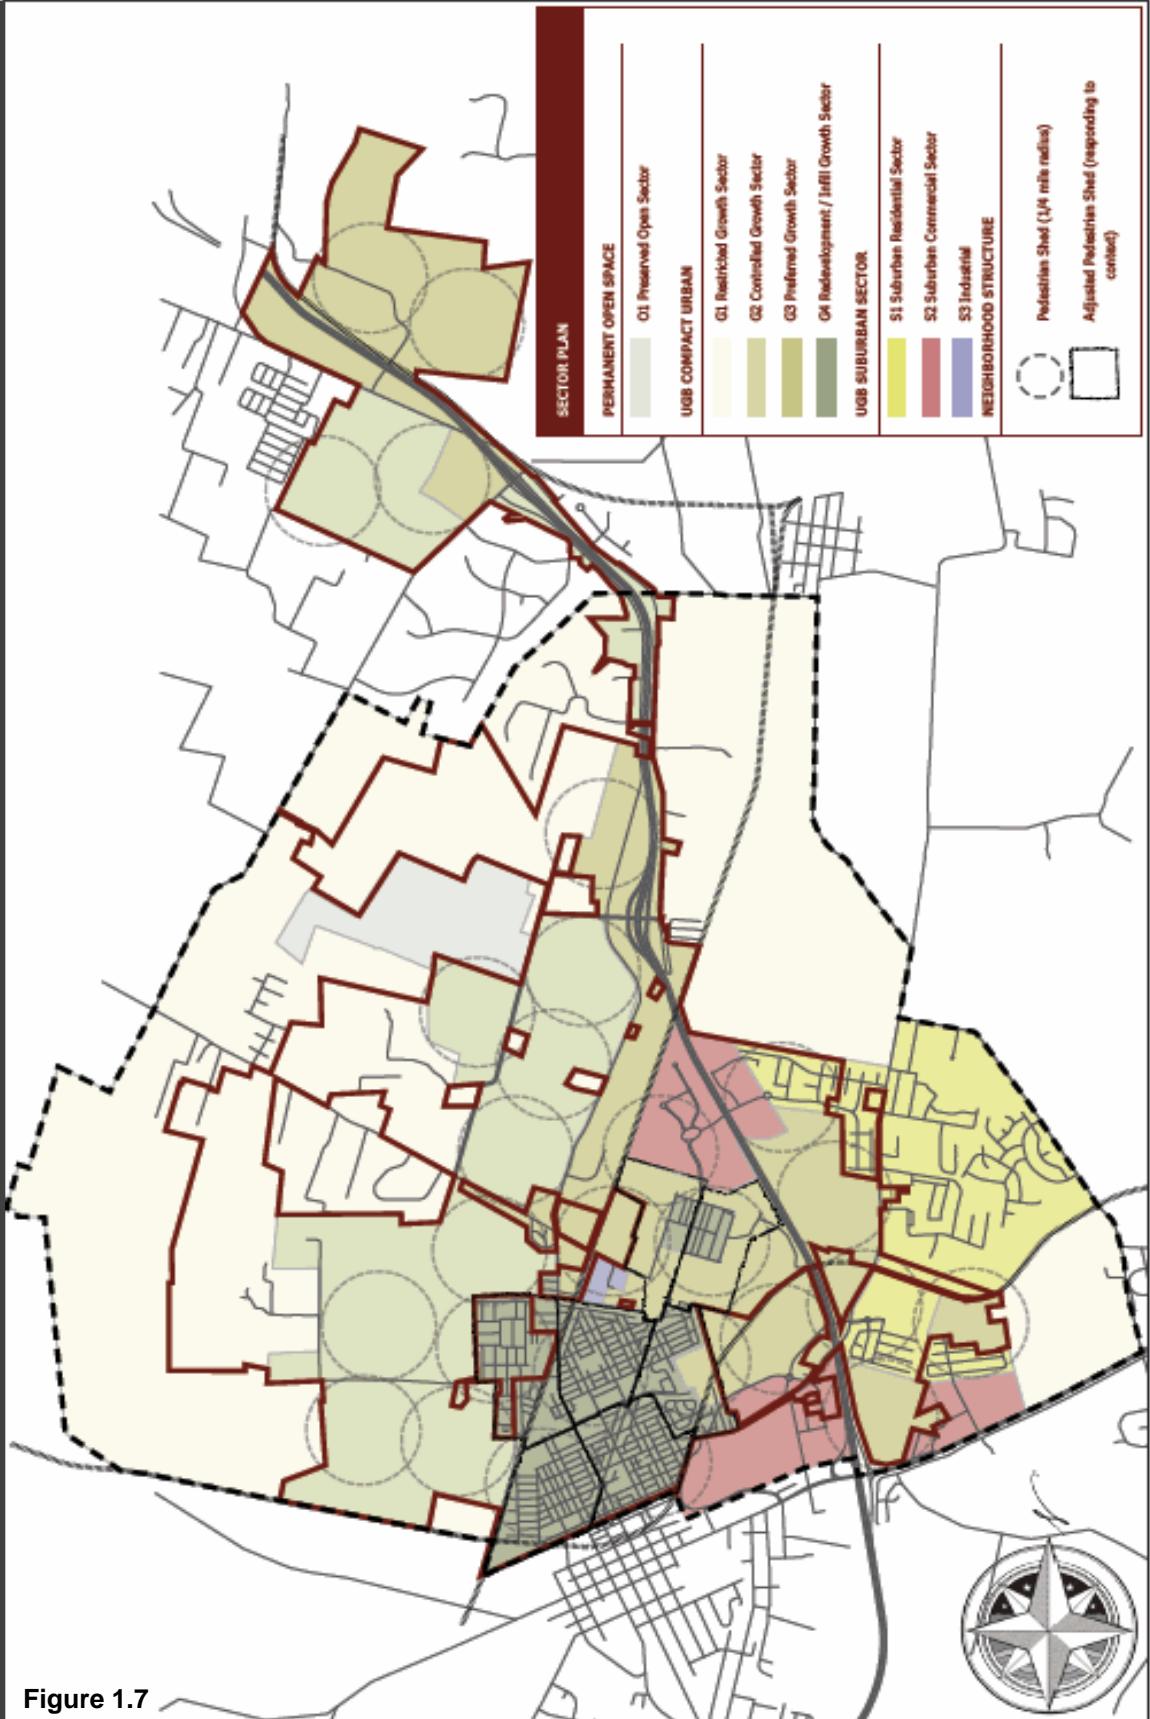 SECTOR PLAN
PERMANENT OPEN SPACE
O1 Preserved Open Sector
UGB COMPACT URBAN
G1 Restricted Growth Sector
G2 Controlled Growth Sector
G3 Preferred Growth Sector
G4 Redevelopment / Infill Growth Sector
UGB SUBURBAN SECTOR
S1 Suburban Residential Sector
S2 Suburban Commercial Sector
S3 Industrial
NEIGHBORHOOD STRUCTURE
Pedestrian Shed (1/4 mile radius)
Adjusted Pedestrian Shed (responding to
context)
Figure 1.7